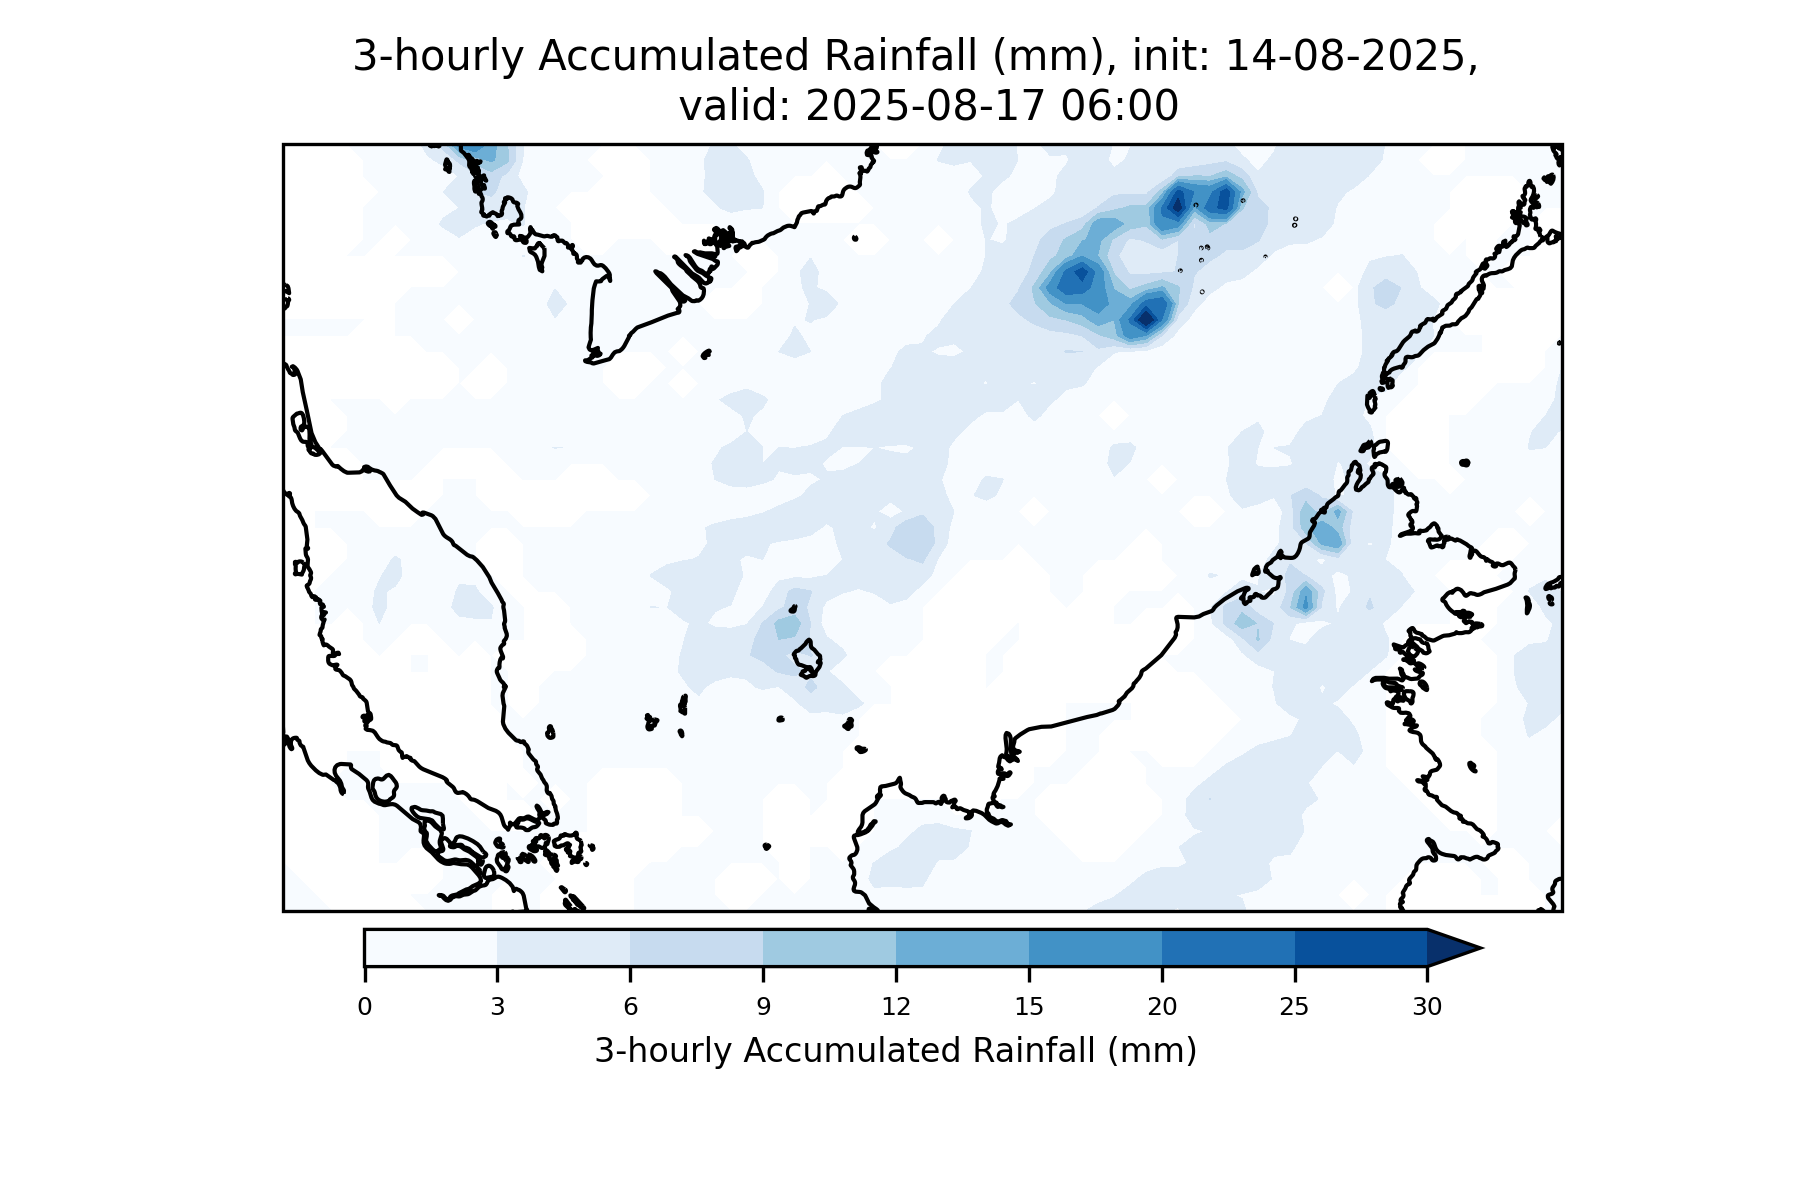 3-hourly Accumulated Rainfall (mm), init: 14-08-2025,
valid: 2025-08-17 06:00
0 3 6 9 12 15 20 25 30
3-hourly Accumulated Rainfall (mm)